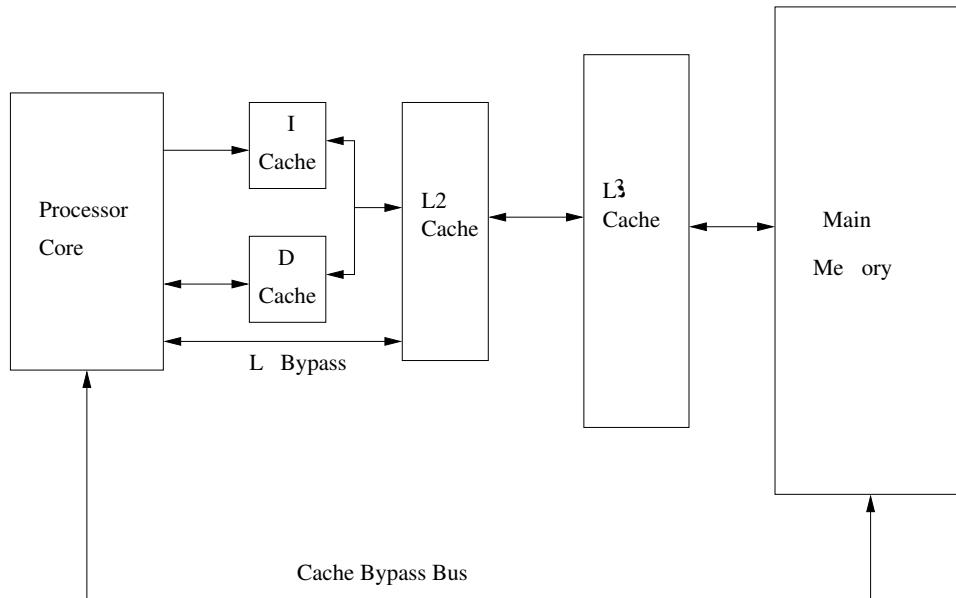 Processor
Core
I
Cache
D
Cache
L Bypass
L2
Cache
L3
Cache
Main
Me ory
Cache Bypass Bus